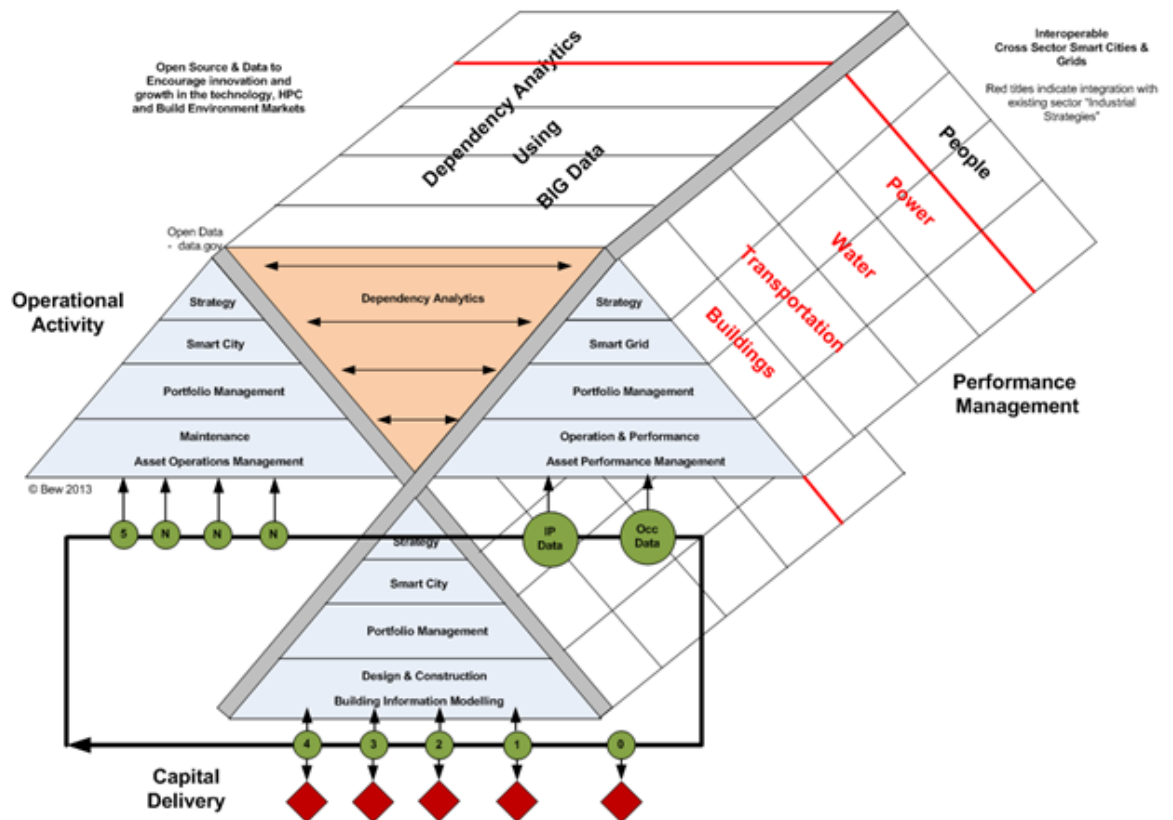 Open Source & Data to
Encourage innovation and
growth in the technology, HPC
and Build Environment Markets
Interoperable
Cross Sector Smart Cities &
Grids
Red titles indicate integration with
existing sector "Industrial
Strategies"
Dependency Analytics
Using
BIG Data
People
Power
Water
Transportation
Buildings
Open Data
- data.gov
Operational
Activity
Performance
Management
Dependency Analytics
Strategy
Smart City
Portfolio Management
Maintenance
Asset Operations Management
Strategy
Smart Grid
Portfolio Management
Operation & Performance
Asset Performance Management
© Bew 2013
5
N
N
N
IP
Data
Occ
Data
Strategy
Smart City
Portfolio Management
Design & Construction
Building Information Modelling
4
3
2
1
0
Capital
Delivery